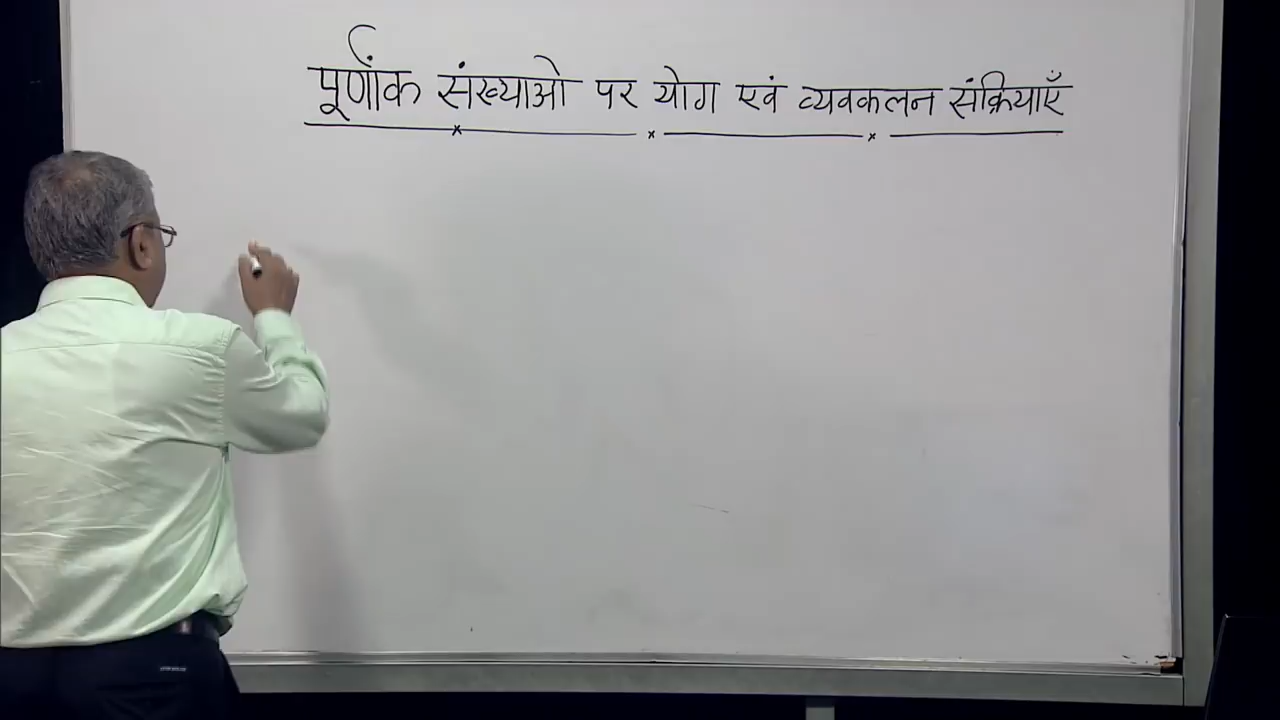 पूर्णांक संख्याओ पर योग एवं व्यवकलन संक्रियाएँ